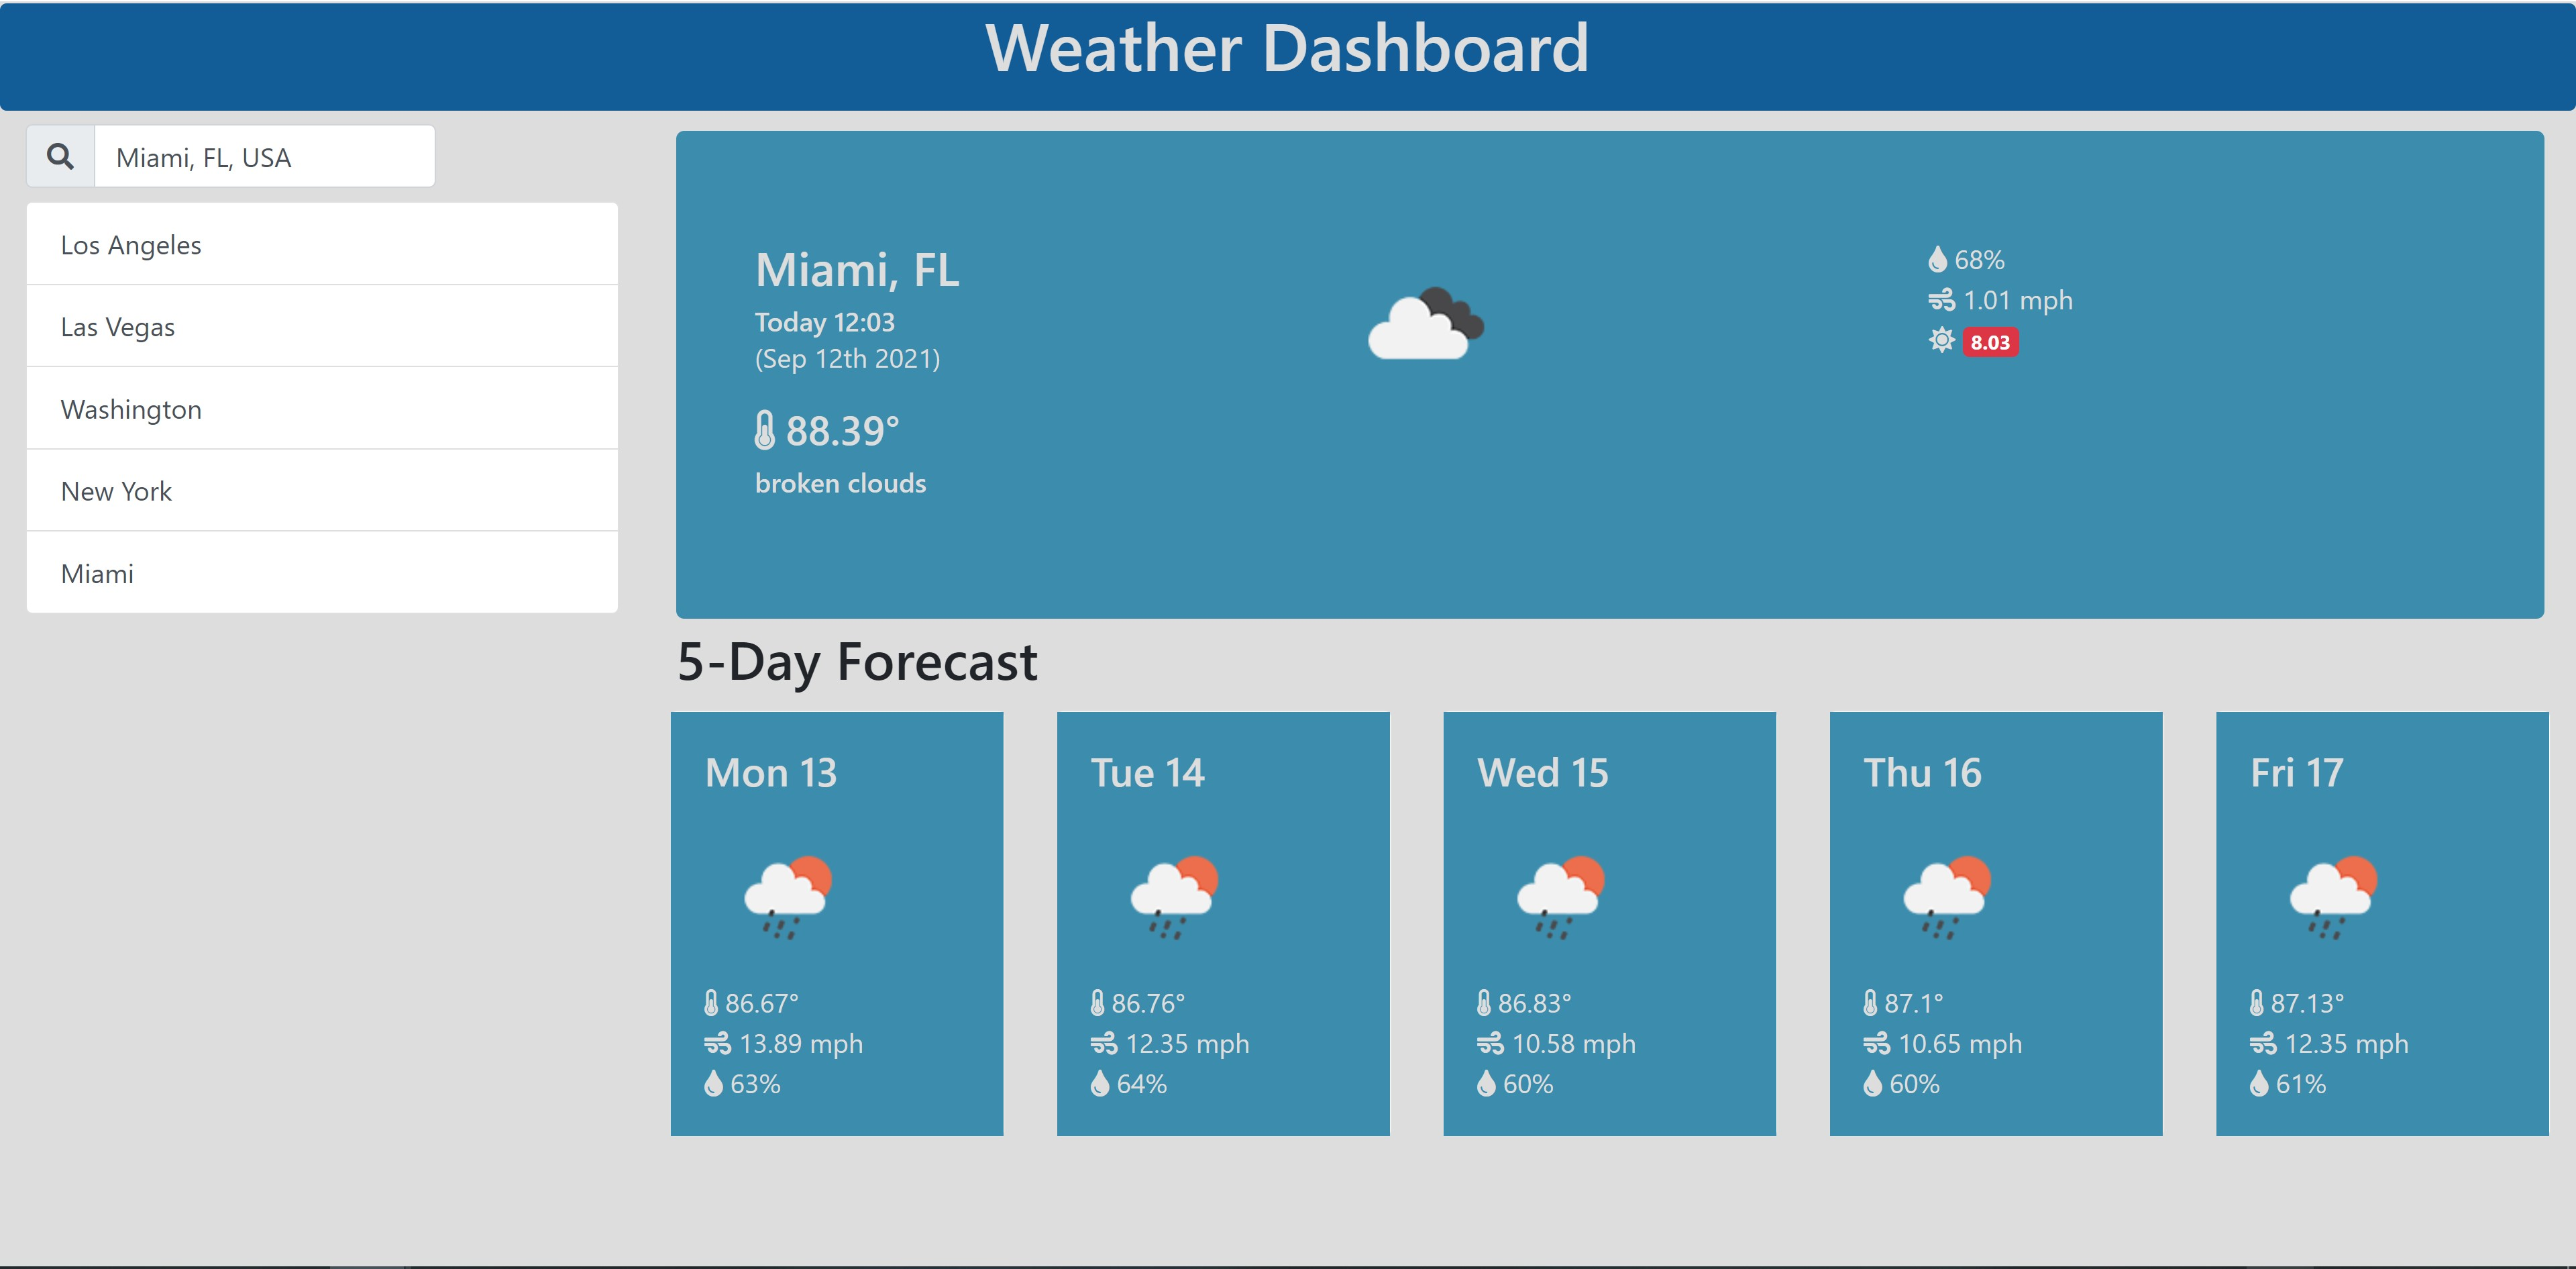 Weather Dashboard
Miami, FL, USA
Los Angeles
Las Vegas
Washington
New York
Miami
Miami, FL
Today 12:03
(Sep 12th 2021)
88.39°
broken clouds
68%
1.01 mph
8.03
5-Day Forecast
Mon 13
86.67°
13.89 mph
63%
Tue 14
86.76°
12.35 mph
64%
Wed 15
86.83°
10.58 mph
60%
Thu 16
87.1°
10.65 mph
60%
Fri 17
87.13°
12.35 mph
61%